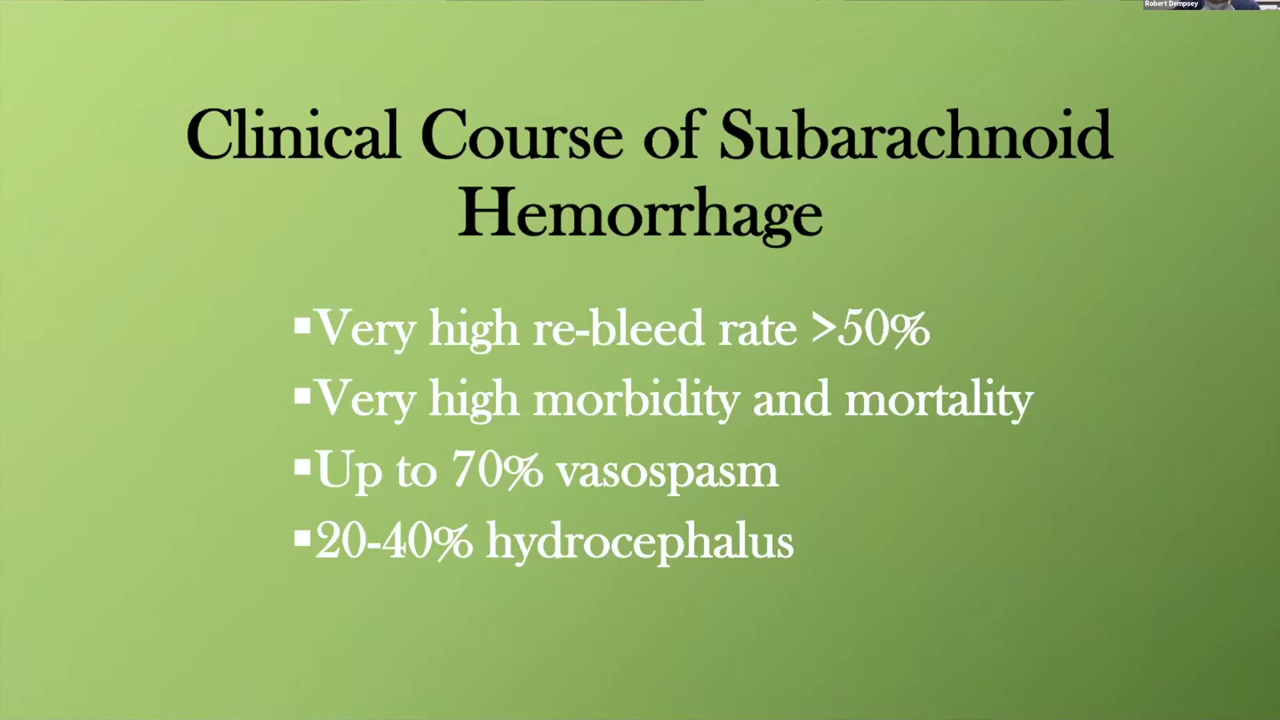 Robert Dempsey
Clinical Course of Subarachnoid
Hemorrhage
▪Very high re-bleed rate >50%
▪Very high morbidity and mortality
▪Up to 70% vasospasm
▪20-40% hydrocephalus